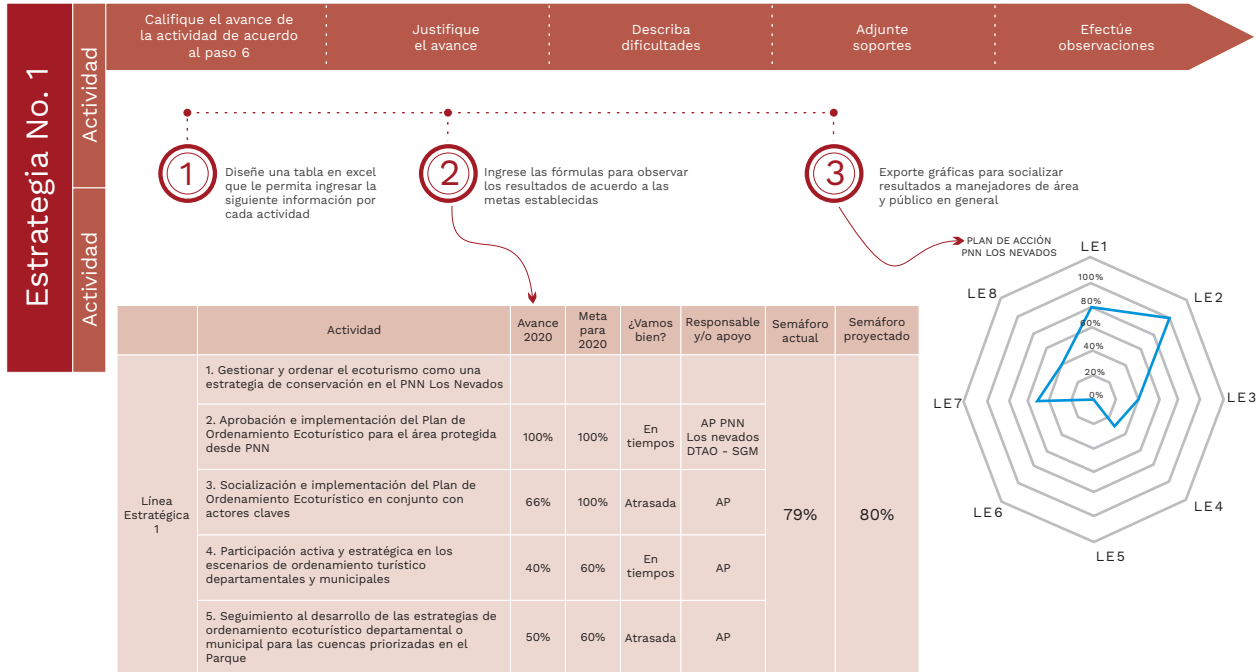 Estrategia No. 1
Actividad
Actividad
Califique el avance de
la actividad de acuerdo
al paso 6
Justifique
el avance
Describa
dificultades
Adjunte
soportes
Efectúe
observaciones
1
Diseñe una tabla en excel
que le permita ingresar la
siguiente información por
cada actividad
2
Ingrese las fórmulas para observar
los resultados de acuerdo a las
metas establecidas
3
Exporte gráficas para socializar
resultados a manejadores de área
y público en general
PLAN DE ACCIÓN
PNN LOS NEVADOS
LE1
LE2
LE3
LE4
LE5
LE6
LE7
LE8
100%
80%
60%
40%
20%
0%
Actividad
Avance
2020
Meta
para
2020
¿Vamos
bien?
Responsable
y/o apoyo
Semáforo
actual
Semáforo
proyectado
Línea
Estratégica
1
1. Gestionar y ordenar el ecoturismo como una
estrategia de conservación en el PNN Los Nevados
2. Aprobación e implementación del Plan de
Ordenamiento Ecoturístico para el área protegida
desde PNN
100%
100%
En
tiempos
AP PNN
Los nevados
DTAO - SGM
3. Socialización e implementación del Plan de
Ordenamiento Ecoturístico en conjunto con
actores claves
66%
100%
Atrasada
AP
4. Participación activa y estratégica en los
escenarios de ordenamiento turístico
departamentales y municipales
40%
60%
En
tiempos
AP
5. Seguimiento al desarrollo de las estrategias de
ordenamiento ecoturístico departamental o
municipal para las cuencas priorizadas en el
Parque
50%
60%
Atrasada
AP
79%
80%